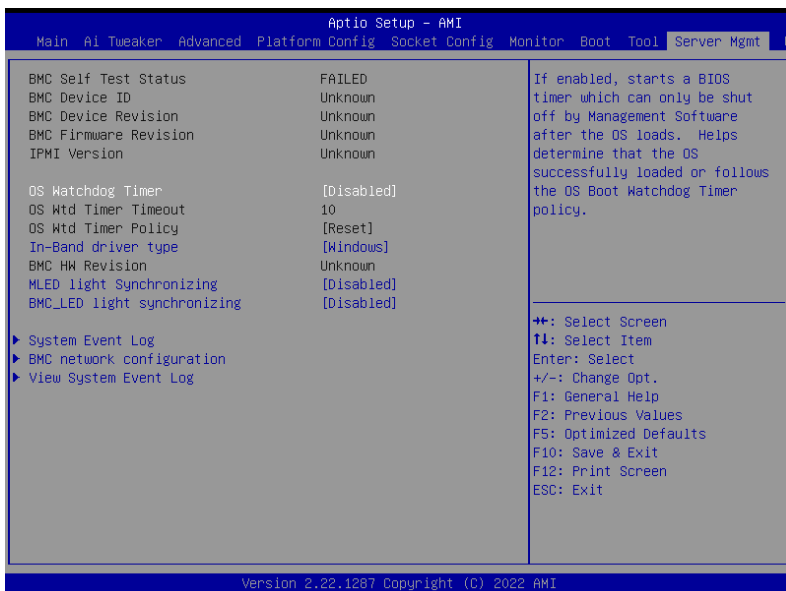 Aptio Setup – AMI
Main Ai Tweaker Advanced Platform Config Socket Config Monitor Boot Tool Server Mgmt
BMC Self Test Status FAILED
BMC Device ID Unknown
BMC Device Revision Unknown
BMC Firmware Revision Unknown
IPMI Version Unknown
OS Watchdog Timer [Disabled]
OS Wtd Timer Timeout 10
OS Wtd Timer Policy [Reset]
In-Band driver type [Windows]
BMC HW Revision Unknown
MLED light Synchronizing [Disabled]
BMC_LED light synchronizing [Disabled]
▶ System Event Log
▶ BMC network configuration
▶ View System Event Log
If enabled, starts a BIOS
timer which can only be shut
off by Management Software
after the OS loads. Helps
determine that the OS
successfully loaded or follows
the OS Boot Watchdog Timer
policy.
→←: Select Screen
↑↓: Select Item
Enter: Select
+/-: Change Opt.
F1: General Help
F2: Previous Values
F5: Optimized Defaults
F10: Save & Exit
F12: Print Screen
ESC: Exit
Version 2.22.1287 Copyright (C) 2022 AMI